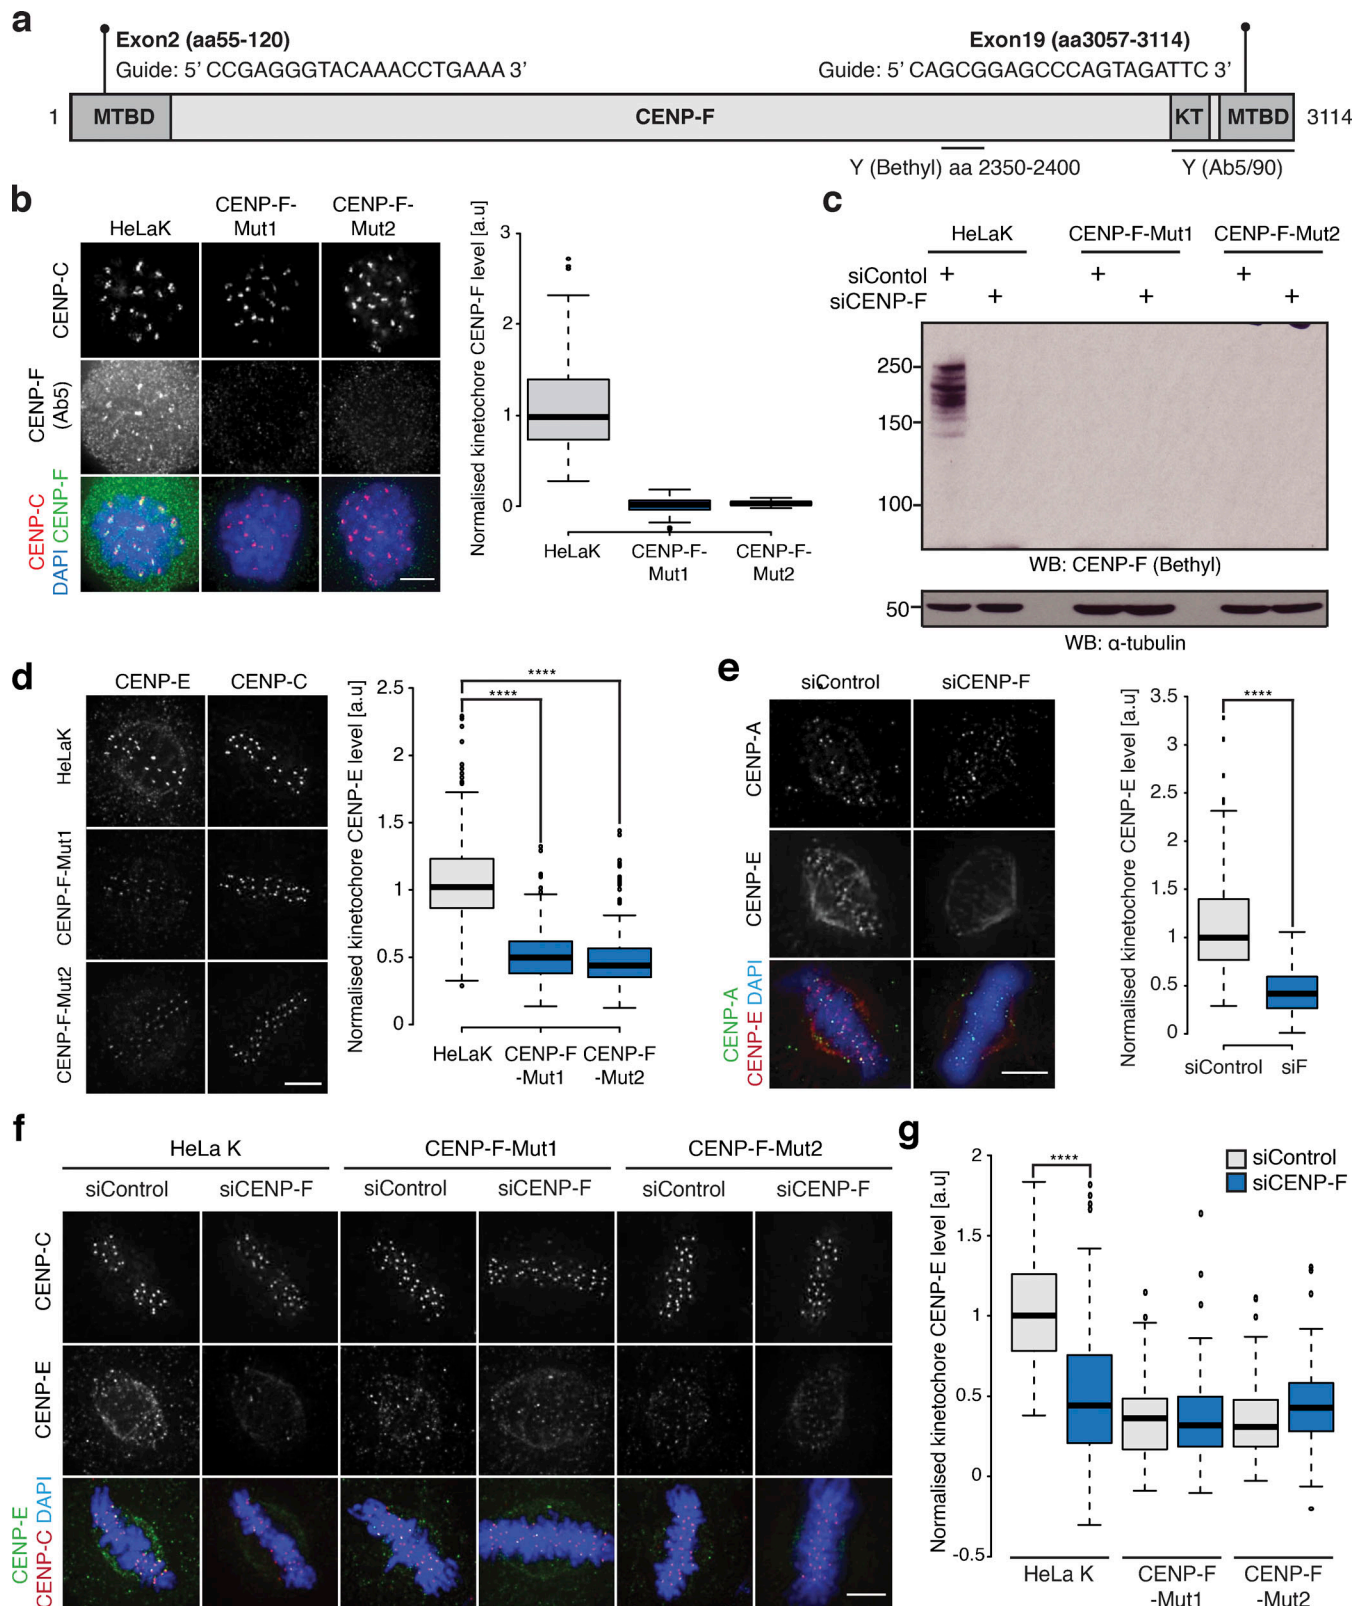 a
Exon2 (aa55-120)
Guide: 5’ CCGAGGGTACAAACCTGAAA 3’
Exon19 (aa3057-3114)
Guide: 5’ CAGCGGAGCCCAGTAGATTC 3’
1
MTBD
CENP-F
KT
MTBD
3114
Y (Bethyl) aa 2350-2400
Y (Ab5/90)
b
HeLaK
CENP-F-
Mut1
CENP-F-
Mut2
CENP-C
CENP-F
(Ab5)
CENP-C
DAPI CENP-F
Normalised kinetochore CENP-F level [a.u]
3
2
1
0
HeLaK
CENP-F-
Mut1
CENP-F-
Mut2
c
HeLaK
CENP-F-Mut1
CENP-F-Mut2
siContol + + +
siCENP-F + + +
250
150
100
WB: CENP-F (Bethyl)
50
WB: α-tubulin
d
CENP-E
CENP-C
HeLaK
CENP-F-Mut1
CENP-F-Mut2
Normalised kinetochore CENP-E level [a.u]
2.5
2
1.5
1
0.5
0
****
****
HeLaK
CENP-F
-Mut1
CENP-F
-Mut2
e
siControl
siCENP-F
CENP-A
CENP-E
CENP-A
CENP-E DAPI
Normalised kinetochore CENP-E level [a.u]
3.5
3
2.5
2
1.5
1
0.5
0
****
siControl
siF
f
HeLa K
CENP-F-Mut1
CENP-F-Mut2
siControl
siCENP-F
siControl
siCENP-F
siControl
siCENP-F
CENP-C
CENP-E
CENP-E
CENP-C DAPI
g
Normalised kinetochore CENP-E level [a.u]
2
1.5
1
0.5
0
-0.5
****
siControl
siCENP-F
HeLa K
CENP-F
-Mut1
CENP-F
-Mut2